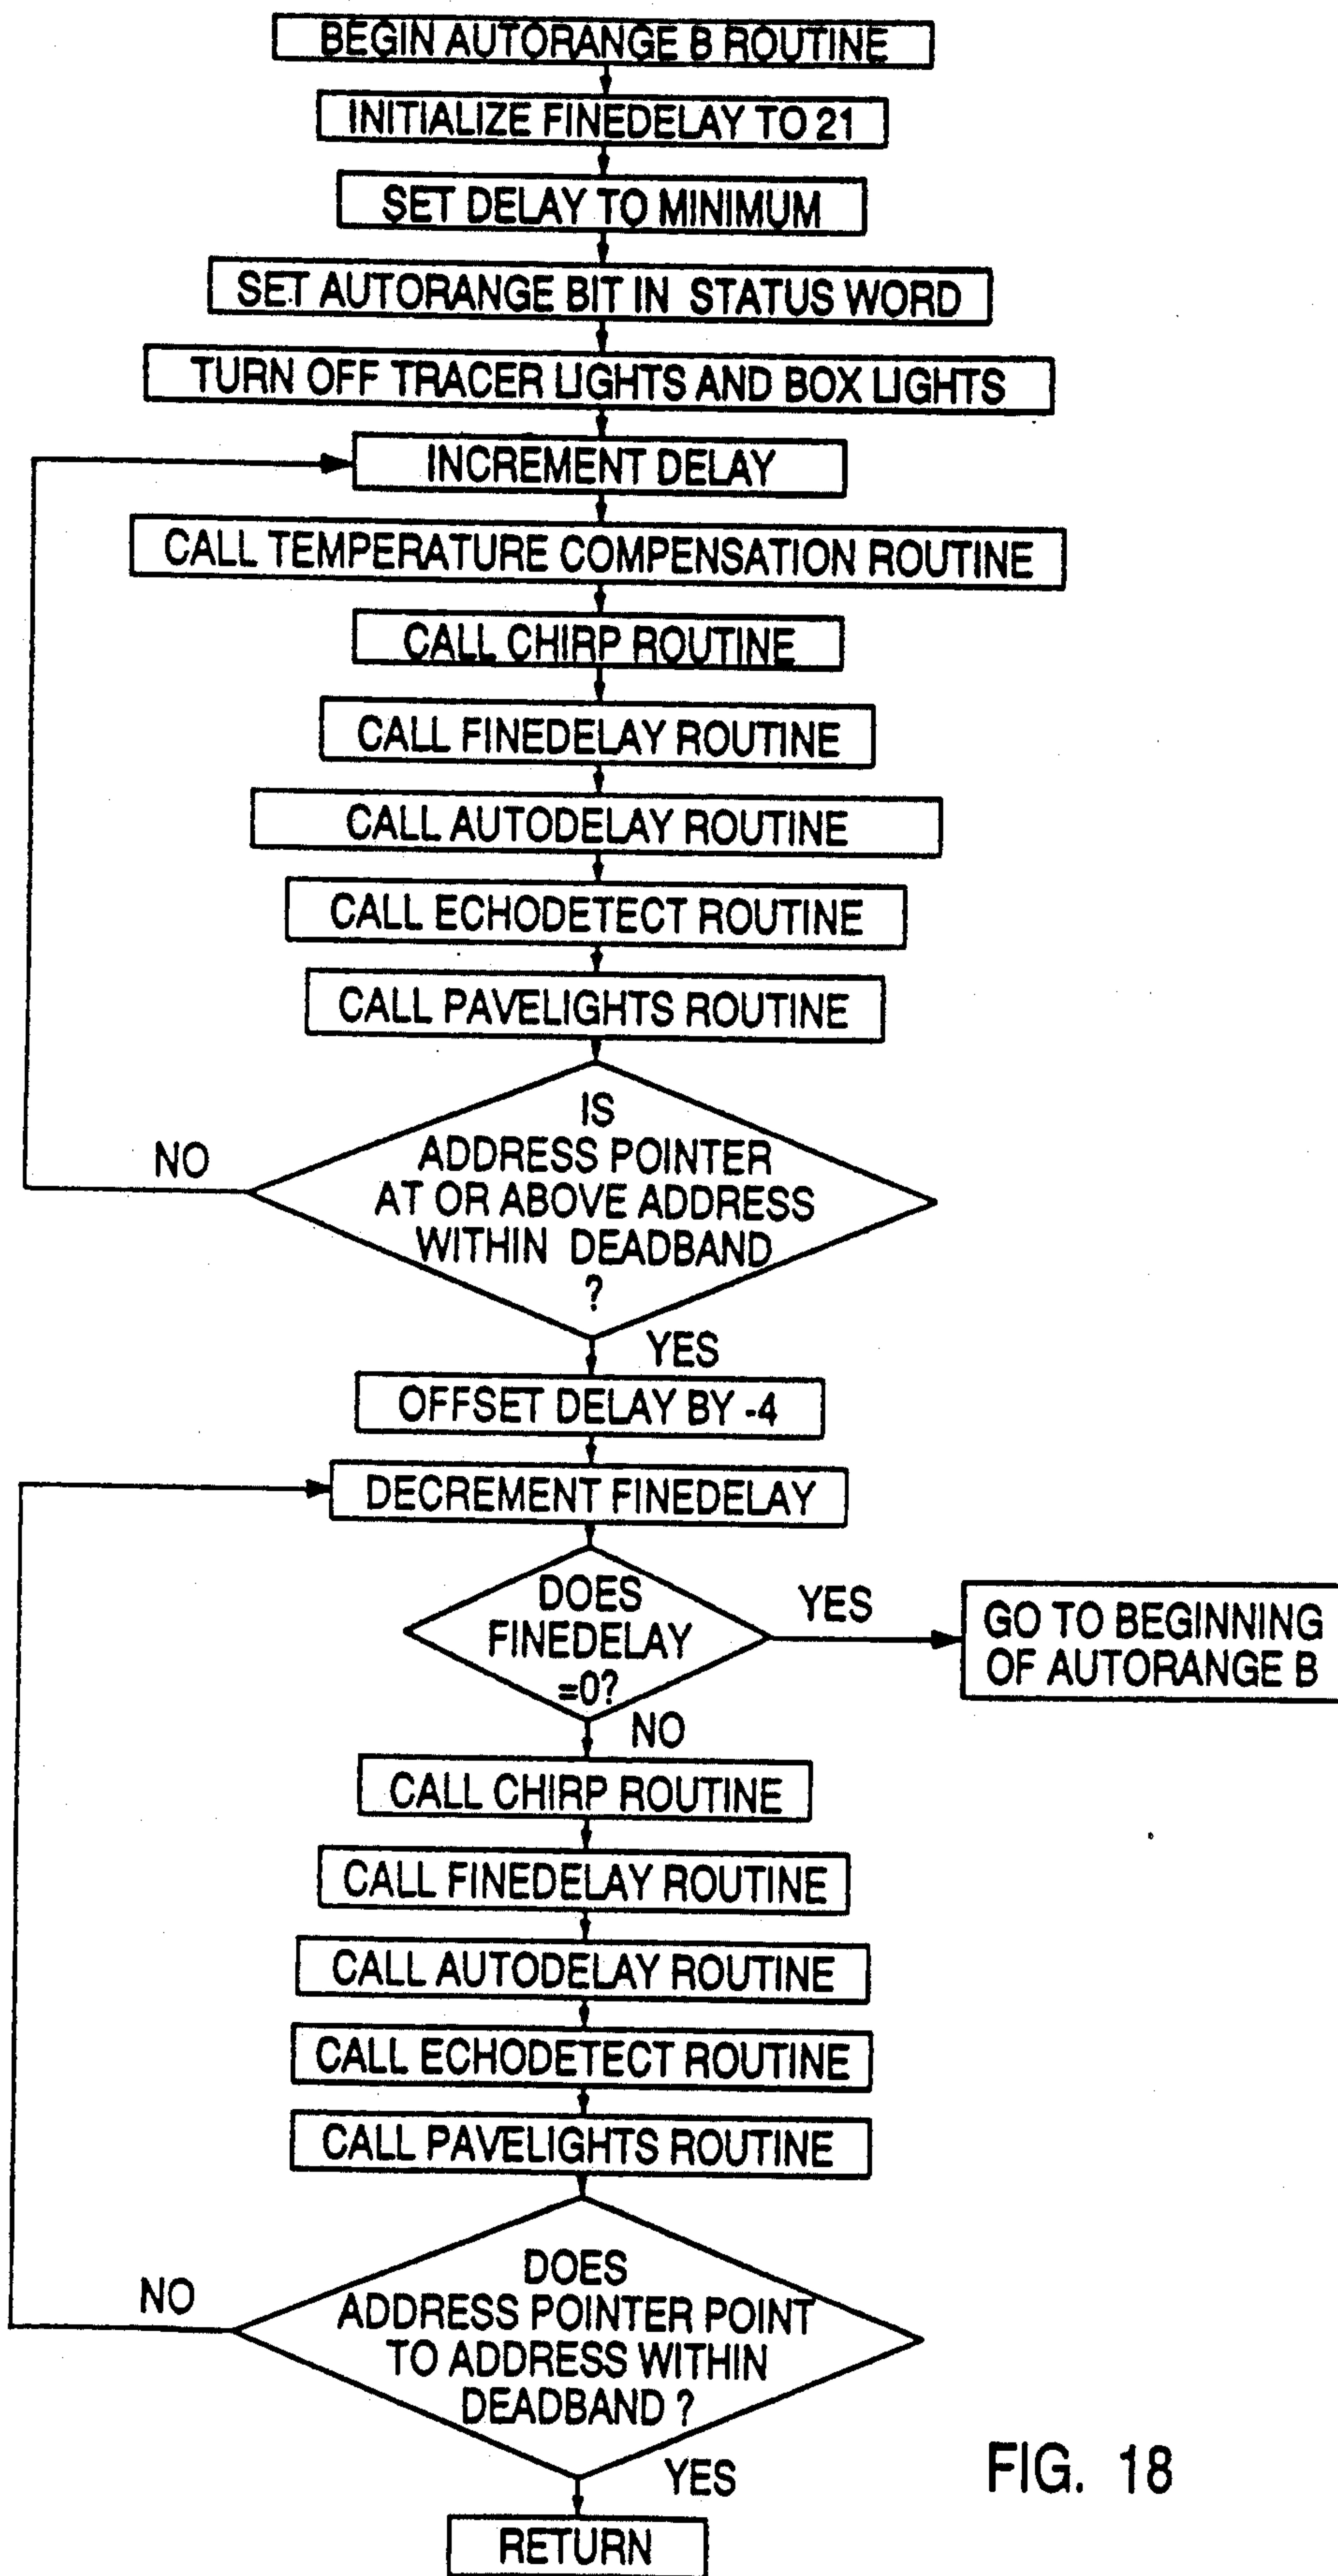 BEGIN AUTORANGE B ROUTINE
INITIALIZE FINEDELAY TO 21
SET DELAY TO MINIMUM
SET AUTORANGE BIT IN STATUS WORD
TURN OFF TRACER LIGHTS AND BOX LIGHTS
INCREMENT DELAY
CALL TEMPERATURE COMPENSATION ROUTINE
CALL CHIRP ROUTINE
CALL FINEDELAY ROUTINE
CALL AUTODELAY ROUTINE
CALL ECHODETECT ROUTINE
CALL PAVELIGHTS ROUTINE
IS
ADDRESS POINTER
AT OR ABOVE ADDRESS
WITHIN DEADBAND
?
NO
YES
OFFSET DELAY BY -4
DECREMENT FINEDELAY
DOES
FINEDELAY
=0?
YES
GO TO BEGINNING
OF AUTORANGE B
NO
CALL CHIRP ROUTINE
CALL FINEDELAY ROUTINE
CALL AUTODELAY ROUTINE
CALL ECHODETECT ROUTINE
CALL PAVELIGHTS ROUTINE
DOES
ADDRESS POINTER POINT
TO ADDRESS WITHIN
DEADBAND ?
NO
YES
RETURN
FIG. 18